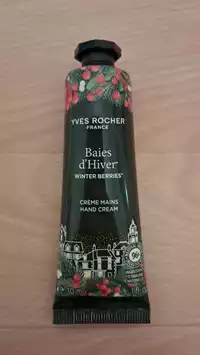 YVES ROCHER
FRANCE
Baies
d'Hiver*
WINTER BERRIES*
CRÈME MAINS
HAND CREAM